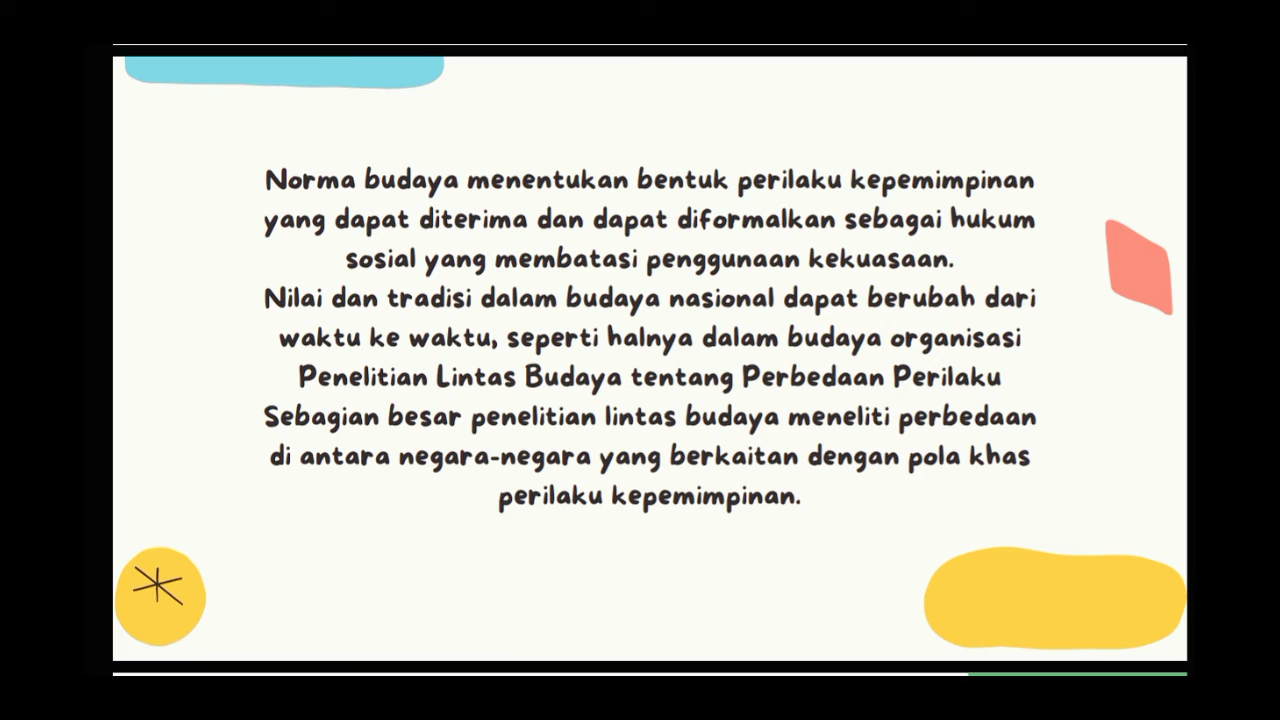 Norma budaya menentukan bentuk perilaku kepemimpinan
yang dapat diterima dan dapat diformalkan sebagai hukum
sosial yang membatasi penggunaan kekuasaan.
Nilai dan tradisi dalam budaya nasional dapat berubah dari
waktu ke waktu, seperti halnya dalam budaya organisasi
Penelitian Lintas Budaya tentang Perbedaan Perilaku
Sebagian besar penelitian lintas budaya meneliti perbedaan
di antara negara-negara yang berkaitan dengan pola khas
perilaku kepemimpinan.